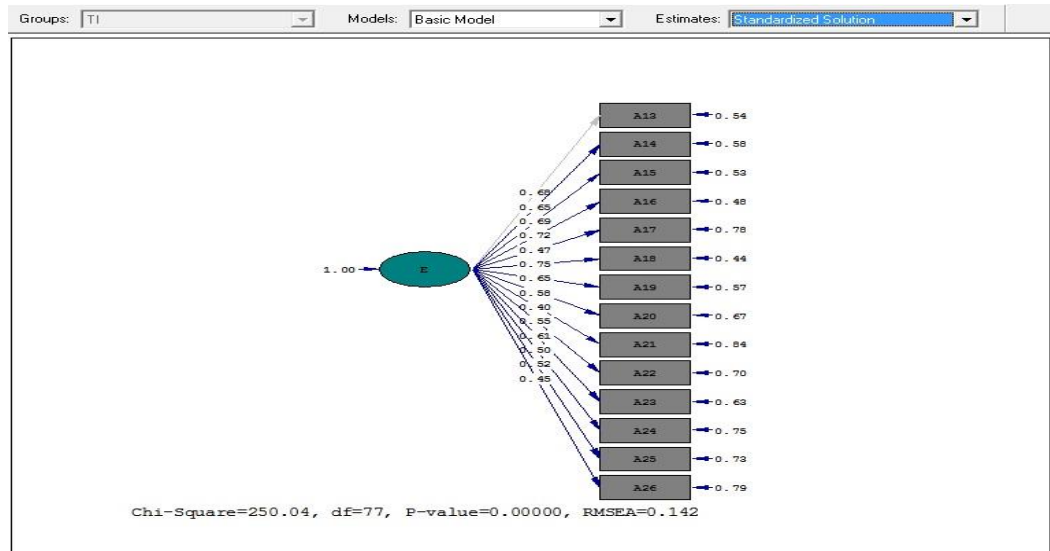 Groups: TI Models: Basic Model Estimates: Standardized Solution
A13 0.54
A14 0.58
A15 0.53
0.68
A16 0.48
0.65
0.69
A17 0.78
0.72
0.47
A18 0.44
1.00 E 0.75
0.65
A19 0.57
0.58
A20 0.67
0.40
0.55
A21 0.84
0.61
0.50
A22 0.70
0.52
0.45
A23 0.63
A24 0.75
A25 0.73
A26 0.79
Chi-Square=250.04, df=77, P-value=0.00000, RMSEA=0.142